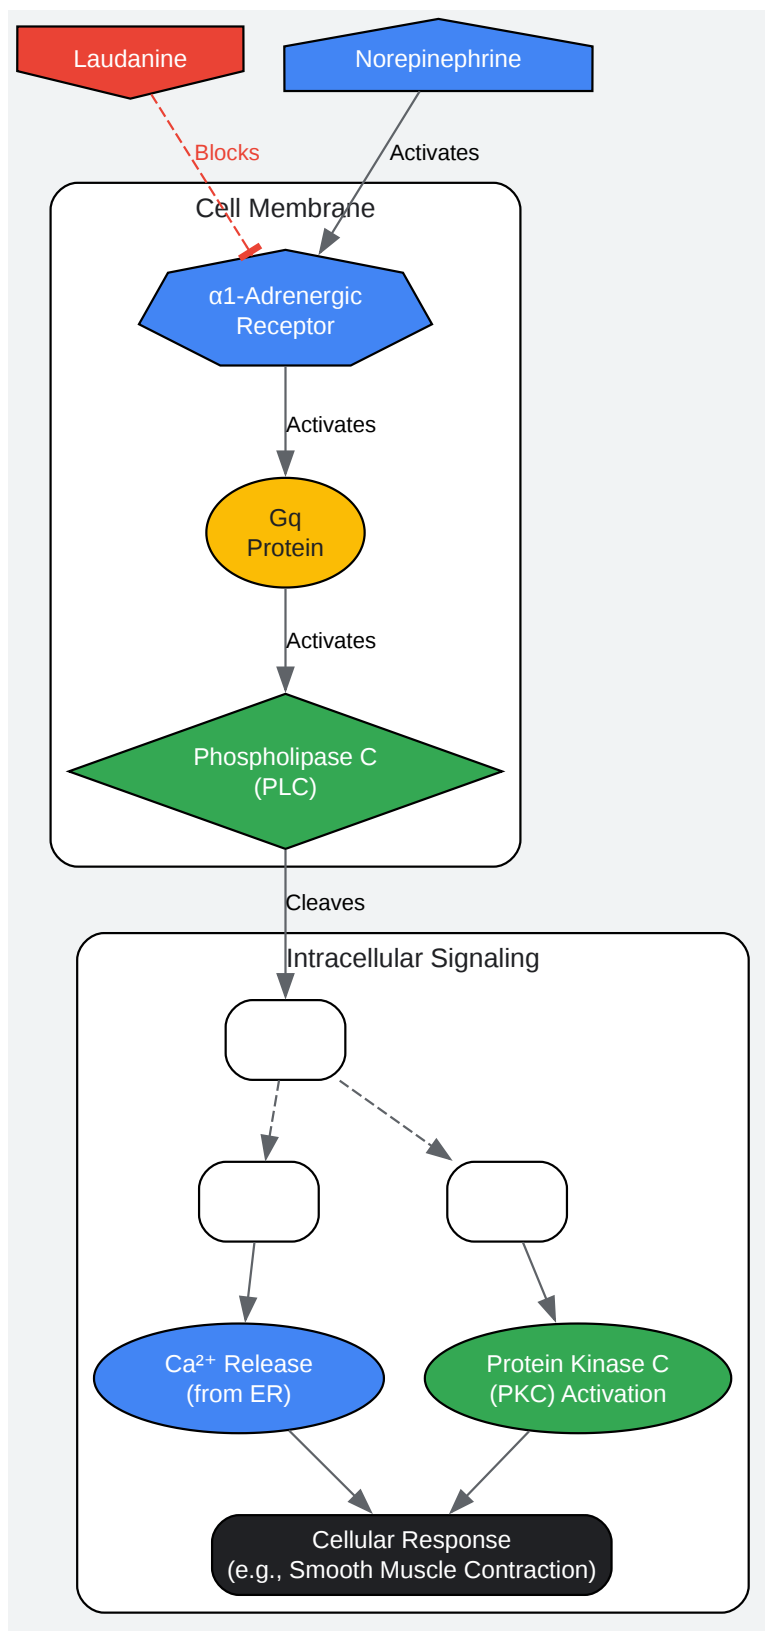 Laudanine
Norepinephrine
Blocks
Activates
Cell Membrane
α1-Adrenergic
Receptor
Activates
Gq
Protein
Activates
Phospholipase C
(PLC)
Cleaves
Intracellular Signaling
Ca²⁺ Release
(from ER)
Protein Kinase C
(PKC) Activation
Cellular Response
(e.g., Smooth Muscle Contraction)